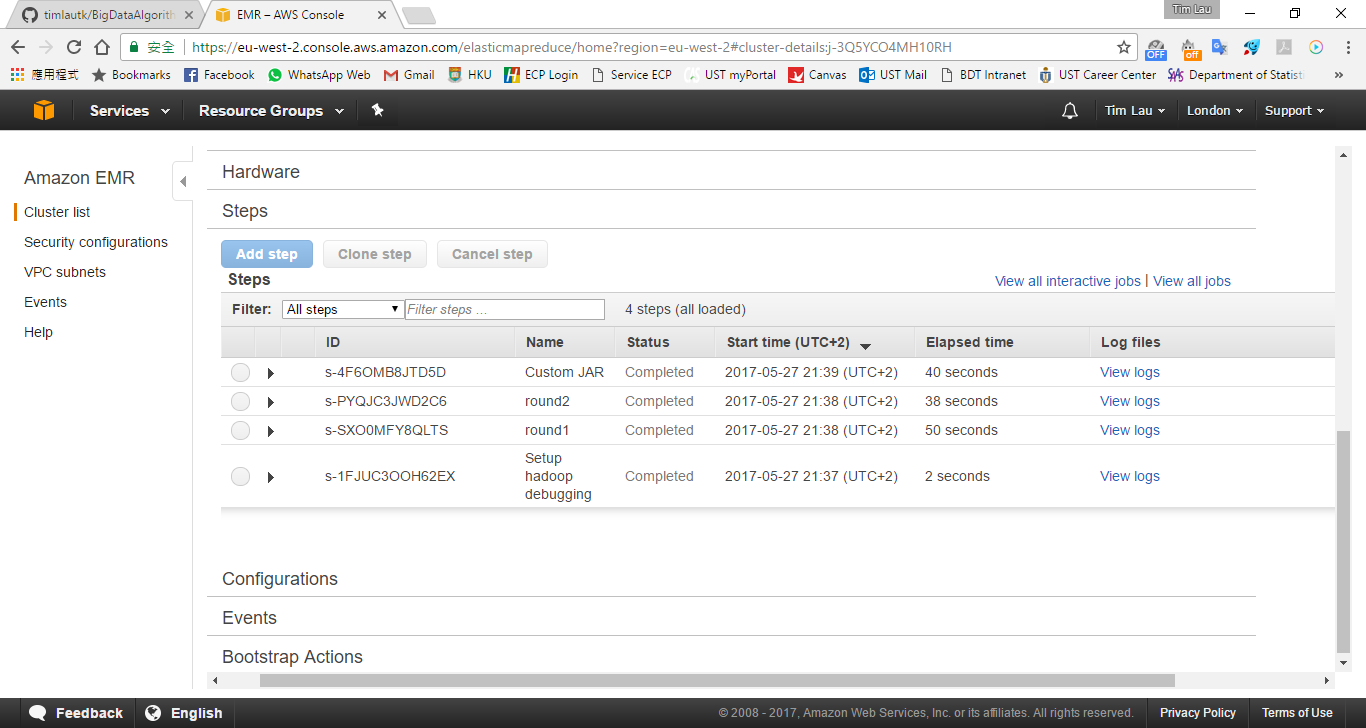 timlautk/BigDataAlgorith
EMR – AWS Console
Tim Lau
安全
https://eu-west-2.console.aws.amazon.com/elasticmapreduce/home?region=eu-west-2#cluster-details:j-3Q5YCO4MH10RH
OFF
off
應用程式
Bookmarks
Facebook
WhatsApp Web
Gmail
HKU
ECP Login
Service ECP
UST myPortal
Canvas
UST Mail
BDT Intranet
UST Career Center
Department of Statist
»
Services
Resource Groups
Tim Lau
London
Support
Amazon EMR
Cluster list
Security configurations
VPC subnets
Events
Help
Hardware
Steps
Add step
Clone step
Cancel step
Steps
View all interactive jobs | View all jobs
Filter: All steps Filter steps ... 4 steps (all loaded)
ID Name Status Start time (UTC+2) Elapsed time Log files
s-4F6OMB8JTD5D Custom JAR Completed 2017-05-27 21:39 (UTC+2) 40 seconds View logs
s-PYQJC3JWD2C6 round2 Completed 2017-05-27 21:38 (UTC+2) 38 seconds View logs
s-SXO0MFY8QLTS round1 Completed 2017-05-27 21:38 (UTC+2) 50 seconds View logs
Setup
s-1FJUC3OOH62EX hadoop Completed 2017-05-27 21:37 (UTC+2) 2 seconds View logs
debugging
Configurations
Events
Bootstrap Actions
Feedback
English
© 2008 - 2017, Amazon Web Services, Inc. or its affiliates. All rights reserved.
Privacy Policy
Terms of Use